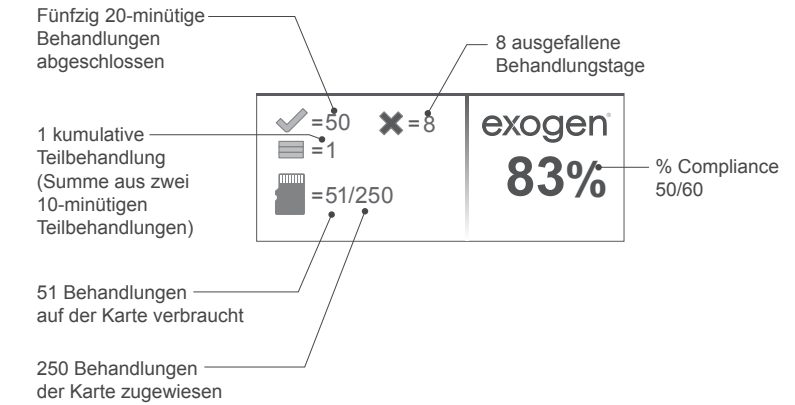 Fünfzig 20-minütige
Behandlungen
abgeschlossen
8 ausgefallene
Behandlungstage
=50
=8
=1
=51/250
exogen
83%
1 kumulative
Teilbehandlung
(Summe aus zwei
10-minütigen
Teilbehandlungen)
% Compliance
50/60
51 Behandlungen
auf der Karte verbraucht
250 Behandlungen
der Karte zugewiesen